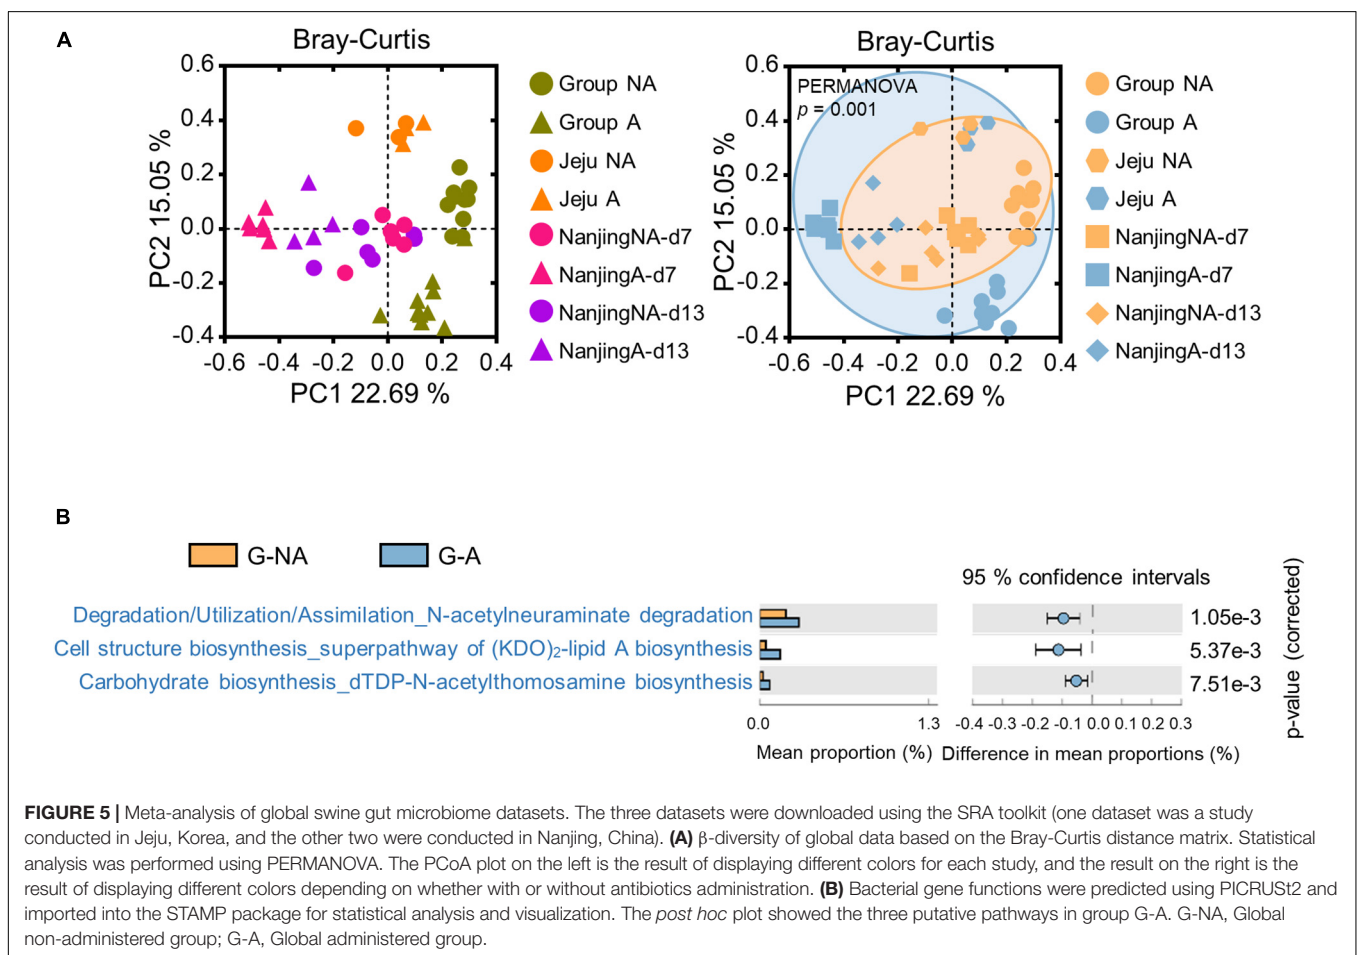 A
Bray-Curtis
0.6
0.4
0.2
0.0
-0.2
-0.4
PC2 15.05 %
-0.6 -0.4 -0.2 0.0 0.2 0.4
PC1 22.69 %
Group NA
Group A
Jeju NA
Jeju A
NanjingNA-d7
NanjingA-d7
NanjingNA-d13
NanjingA-d13
Bray-Curtis
PERMANOVA
p = 0.001
0.6
0.4
0.2
0.0
-0.2
-0.4
PC2 15.05 %
-0.6 -0.4 -0.2 0.0 0.2 0.4
PC1 22.69 %
Group NA
Group A
Jeju NA
Jeju A
NanjingNA-d7
NanjingA-d7
NanjingNA-d13
NanjingA-d13
B
G-NA G-A
95 % confidence intervals
Degradation/Utilization/Assimilation_N-acetylneuraminate degradation 1.05e-3
Cell structure biosynthesis_superpathway of (KDO)2-lipid A biosynthesis 5.37e-3
Carbohydrate biosynthesis_dTDP-N-acetylthomosamine biosynthesis 7.51e-3
p-value (corrected)
0.0 1.3 -0.4 -0.3 -0.2 -0.1 0.0 0.1 0.2 0.3
Mean proportion (%) Difference in mean proportions (%)
FIGURE 5 | Meta-analysis of global swine gut microbiome datasets. The three datasets were downloaded using the SRA toolkit (one dataset was a study
conducted in Jeju, Korea, and the other two were conducted in Nanjing, China). (A) β-diversity of global data based on the Bray-Curtis distance matrix. Statistical
analysis was performed using PERMANOVA. The PCoA plot on the left is the result of displaying different colors for each study, and the result on the right is the
result of displaying different colors depending on whether with or without antibiotics administration. (B) Bacterial gene functions were predicted using PICRUSt2 and
imported into the STAMP package for statistical analysis and visualization. The post hoc plot showed the three putative pathways in group G-A. G-NA, Global
non-administered group; G-A, Global administered group.